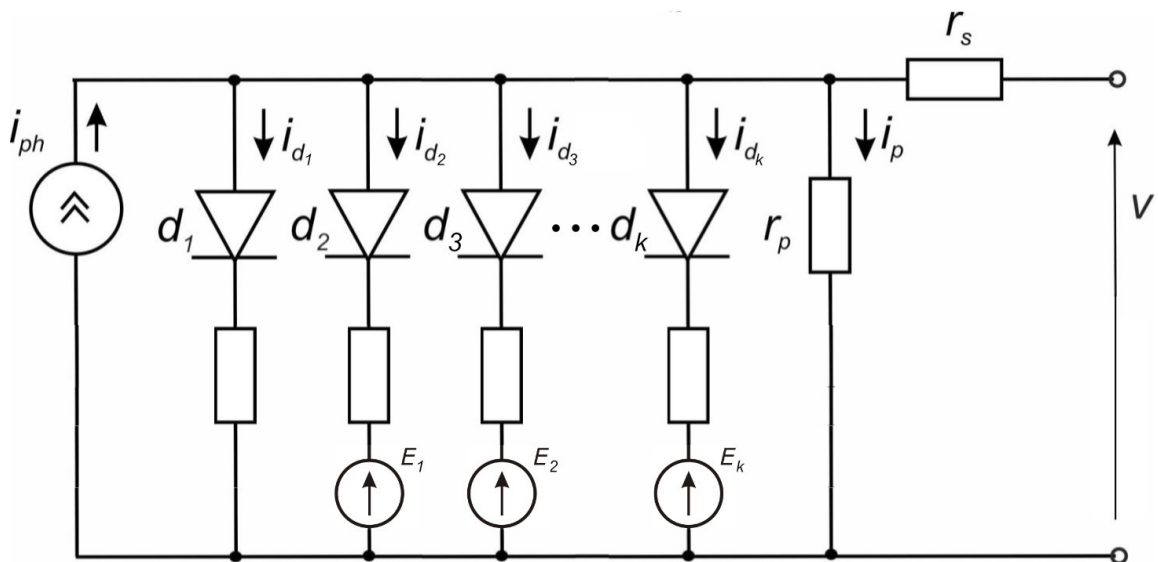 r_s
i_ph
i_d1
i_d2
i_d3
i_dk
i_p
d_1
d_2
d_3
...
d_k
r_p
v
E_1
E_2
E_k